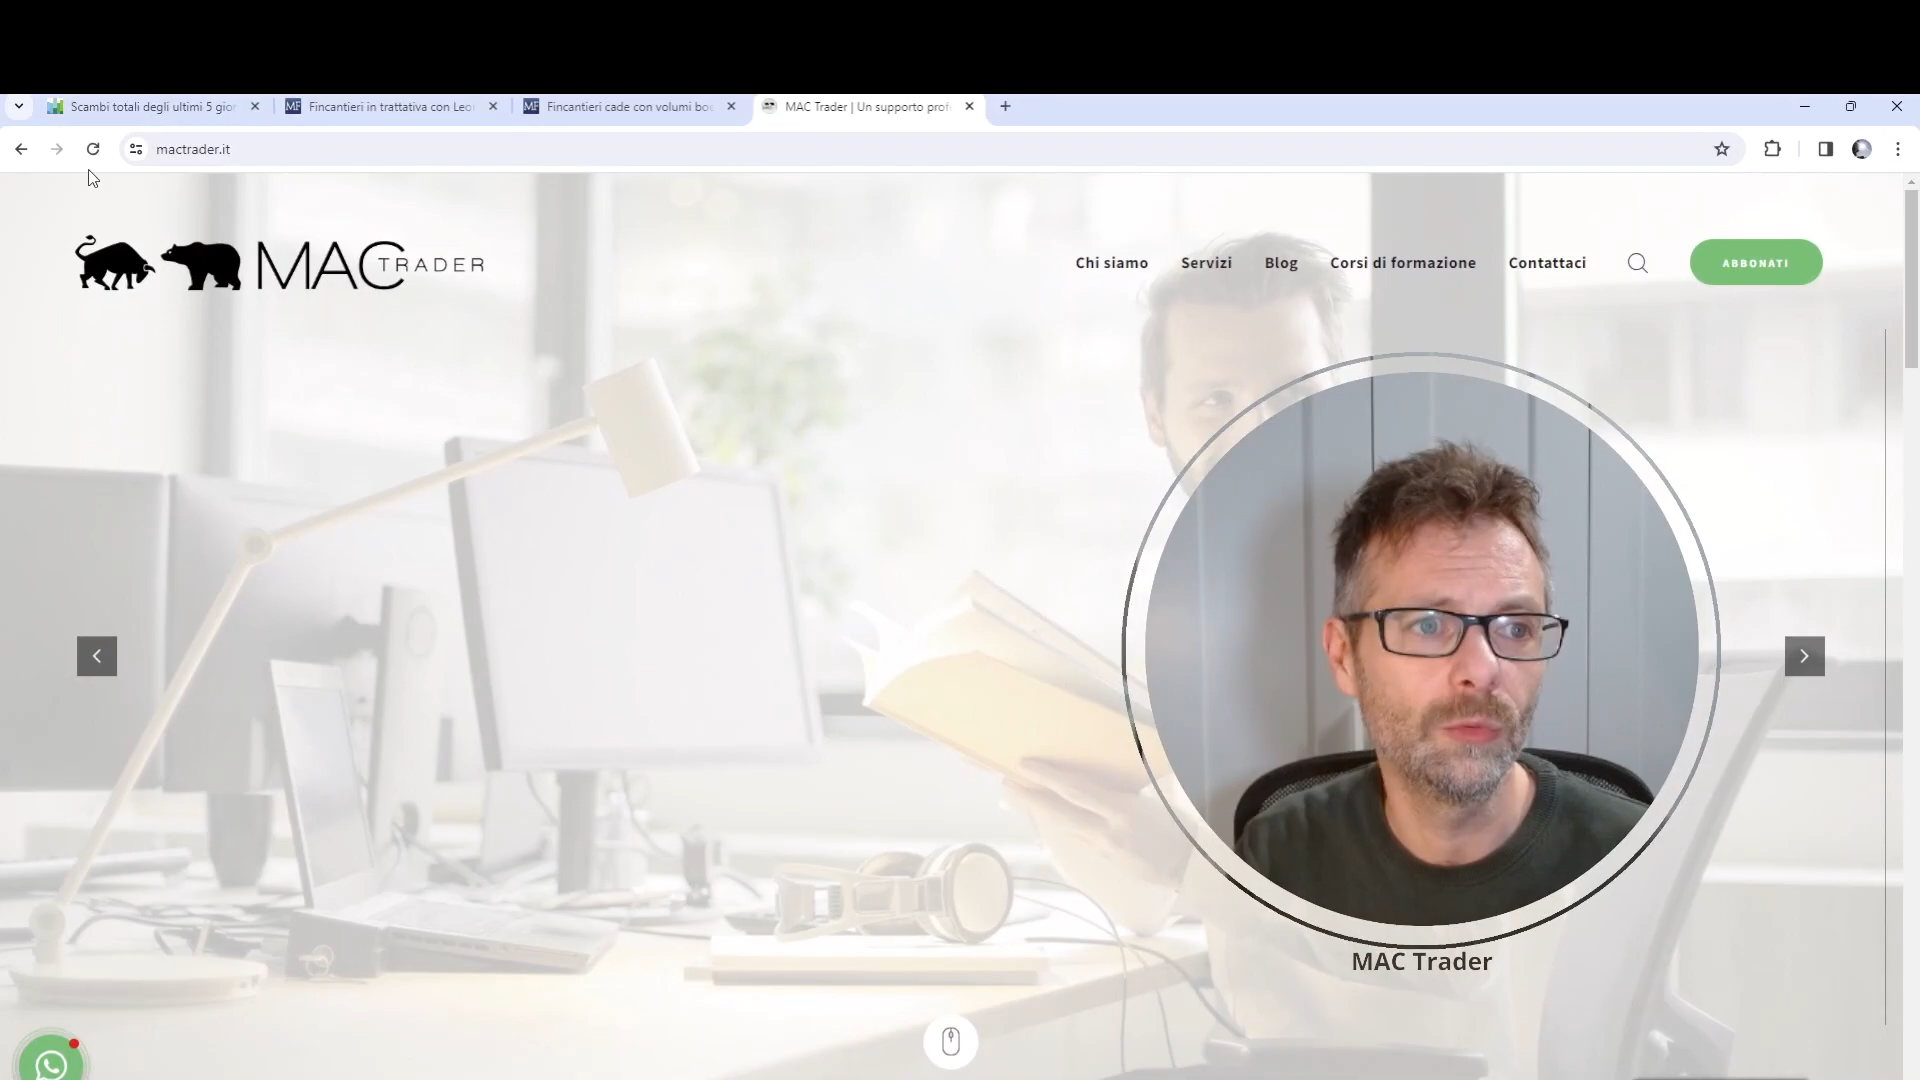 Scambi totali degli ultimi 5 gior
Fincantieri in trattativa con Leo
Fincantieri cade con volumi boo
MAC Trader | Un supporto prof
mactrader.it
MAC TRADER
Chi siamo
Servizi
Blog
Corsi di formazione
Contattaci
ABBONATI
MAC Trader